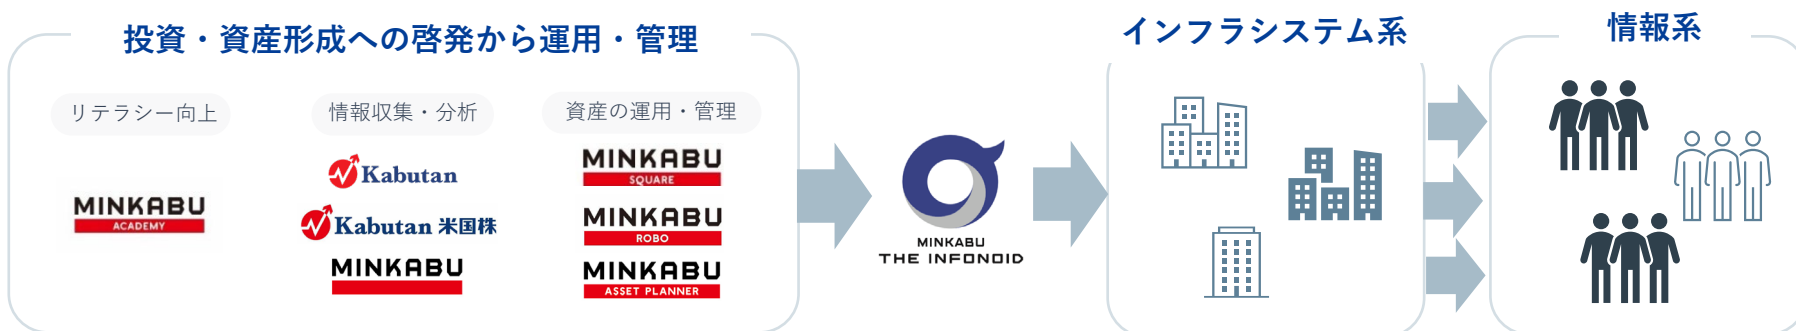 投資・資産形成への啓発から運用・管理
インフラシステム系
情報系
リテラシー向上
情報収集・分析
資産の運用・管理
MINKABU
ACADEMY
Kabutan
Kabutan 米国株
MINKABU
MINKABU
SQUARE
MINKABU
ROBO
MINKABU
ASSET PLANNER
MINKABU
THE INFONOID